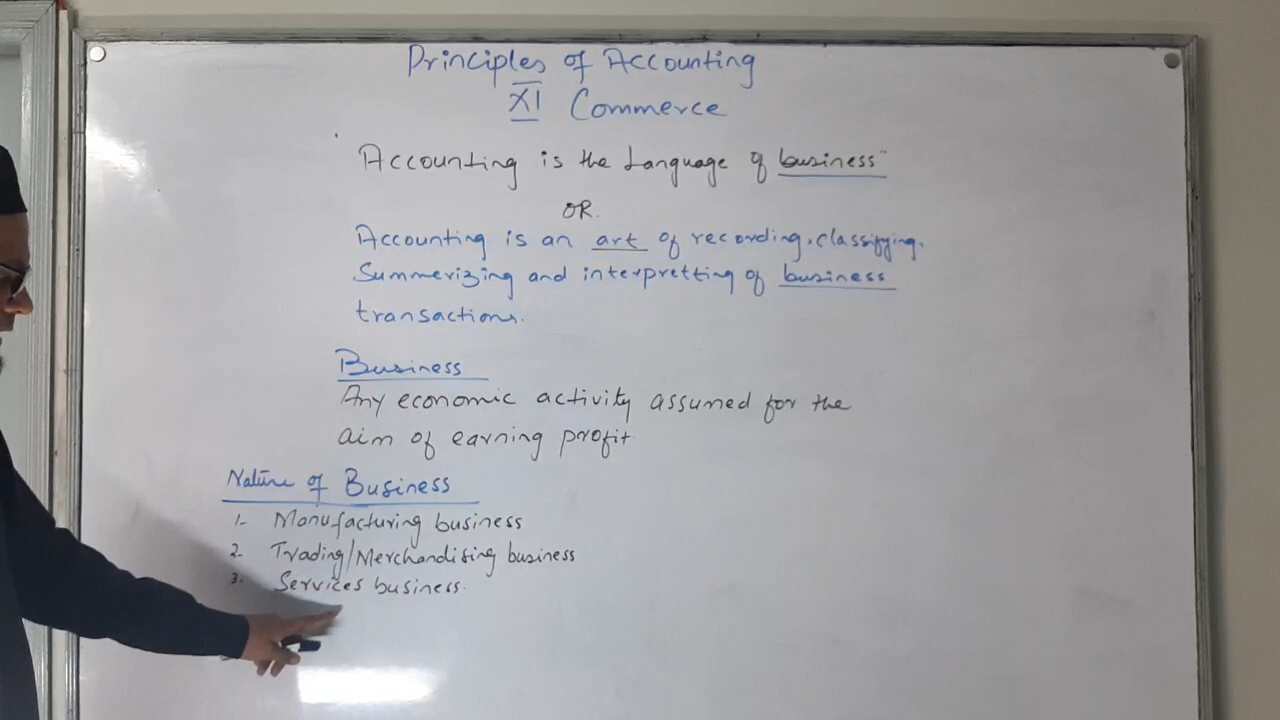 Principles of Accounting
XI Commerce
Accounting is the Language of business"
OR.
Accounting is an art of recording, classifying,
Summerizing and interpretting of business
transactions.
Business
Any economic activity assumed for the
aim of earning profit
Nature of Business
1- Manufacturing business
2- Trading/Merchandising business
3- Services business.